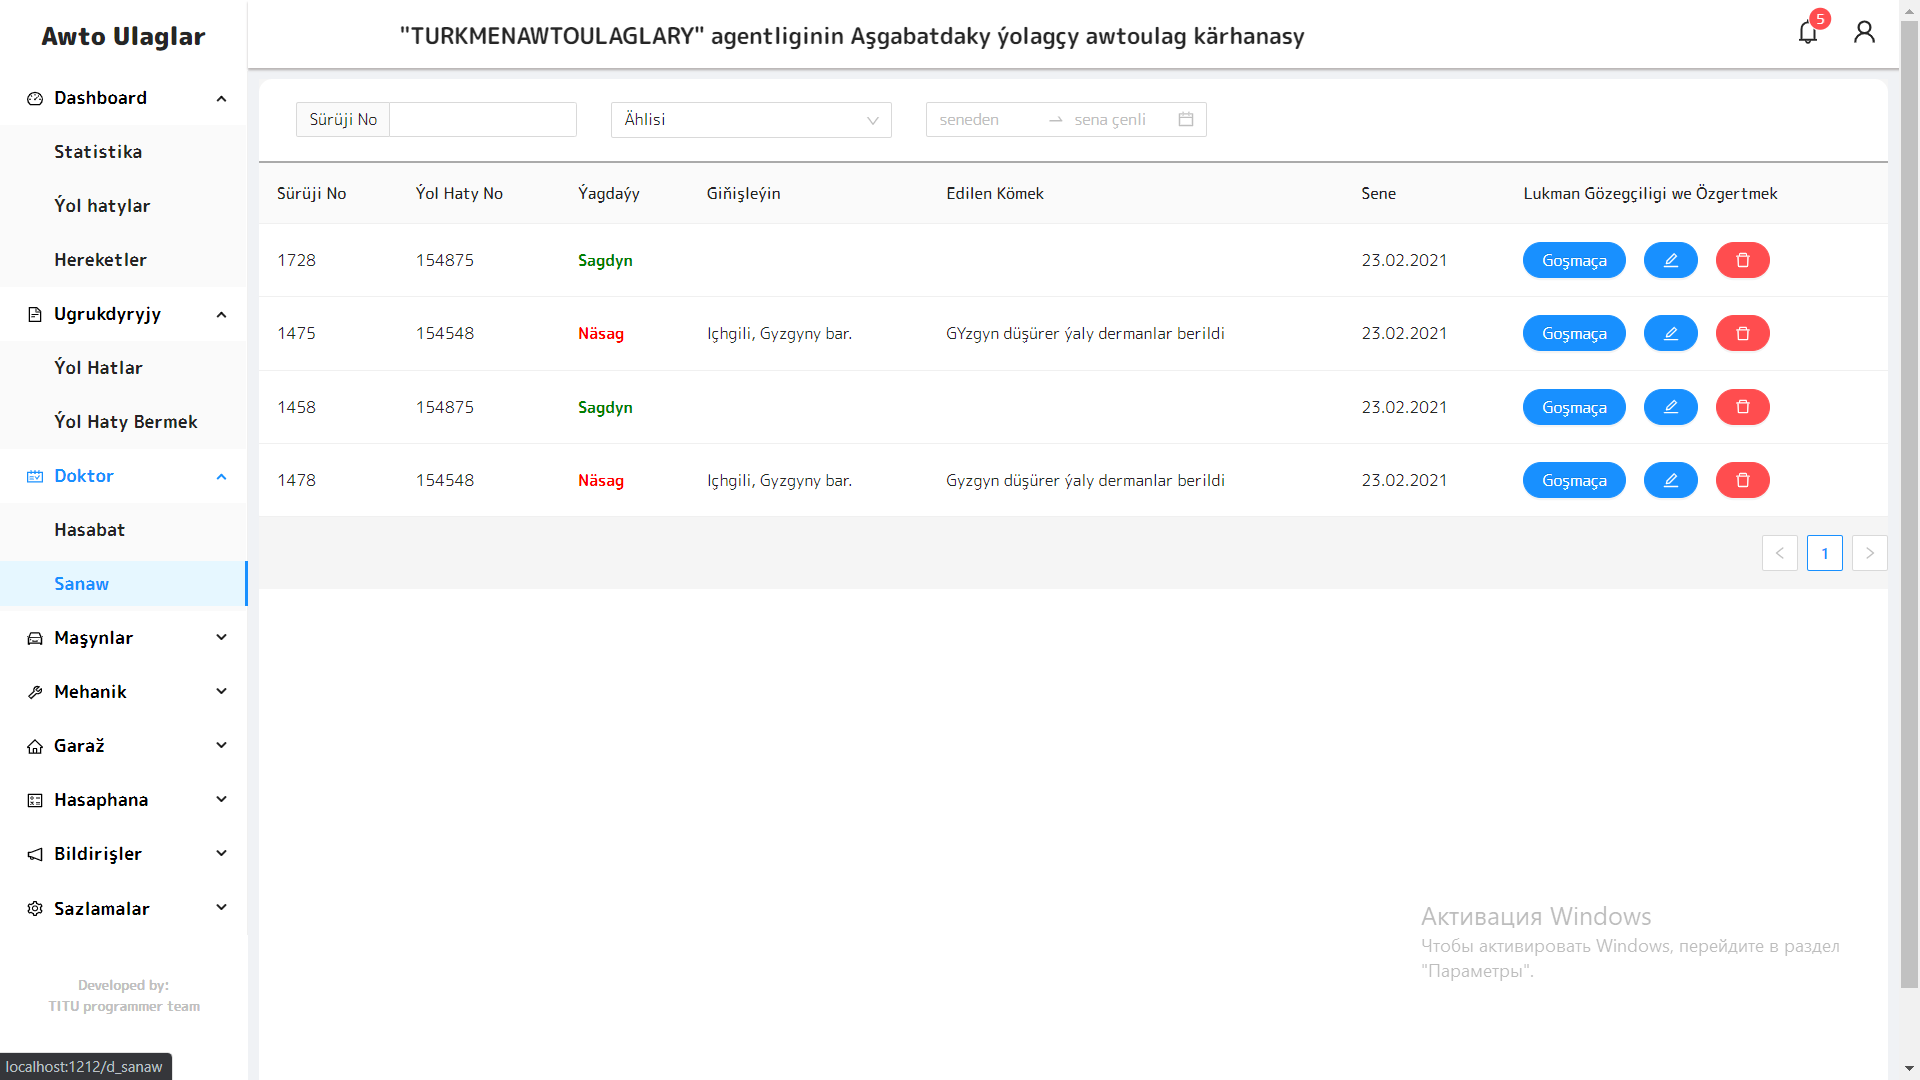 Awto Ulaglar
"TURKMENAWTOULAGLARY" agentliginin Aşgabatdaky ýolagçy awtoulag kärhanasy
5
Dashboard
Statistika
Ýol hatylar
Hereketler
Ugrukdyryjy
Ýol Hatlar
Ýol Haty Bermek
Doktor
Hasabat
Sanaw
Maşynlar
Mehanik
Garaž
Hasaphana
Bildirişler
Sazlamalar
Developed by:
TITU programmer team
localhost:1212/d_sanaw
Sürüji No
Ählisi
seneden → sena çenli
Sürüji No Ýol Haty No Ýagdaýy Giňişleýin Edilen Kömek Sene Lukman Gözegçiligi we Özgertmek
1728 154875 Sagdyn 23.02.2021 Goşmaça
1475 154548 Näsag Içhgili, Gyzgyny bar. GYzgyn düşürer ýaly dermanlar berildi 23.02.2021 Goşmaça
1458 154875 Sagdyn 23.02.2021 Goşmaça
1478 154548 Näsag Içhgili, Gyzgyny bar. Gyzgyn düşürer ýaly dermanlar berildi 23.02.2021 Goşmaça
< 1 >
Активация Windows
Чтобы активировать Windows, перейдите в раздел
"Параметры".